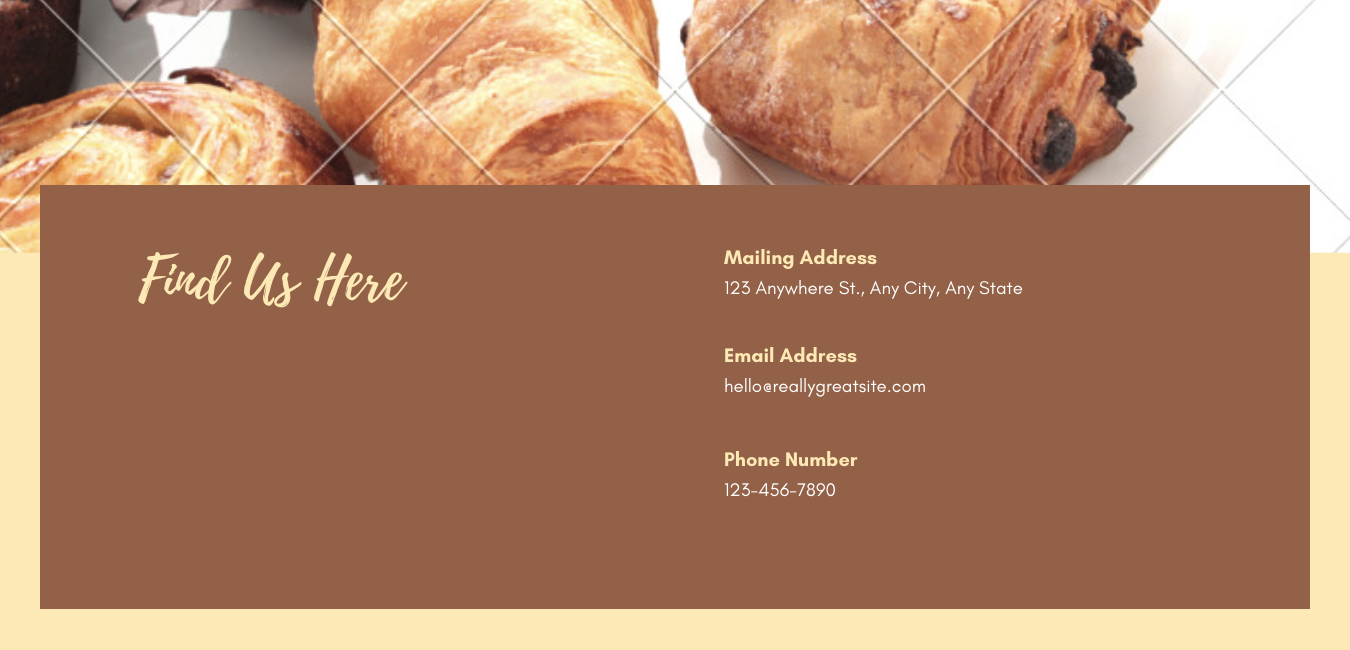 Find Us Here
Mailing Address
123 Anywhere St., Any City, Any State
Email Address
hello@reallygreatsite.com
Phone Number
123-456-7890